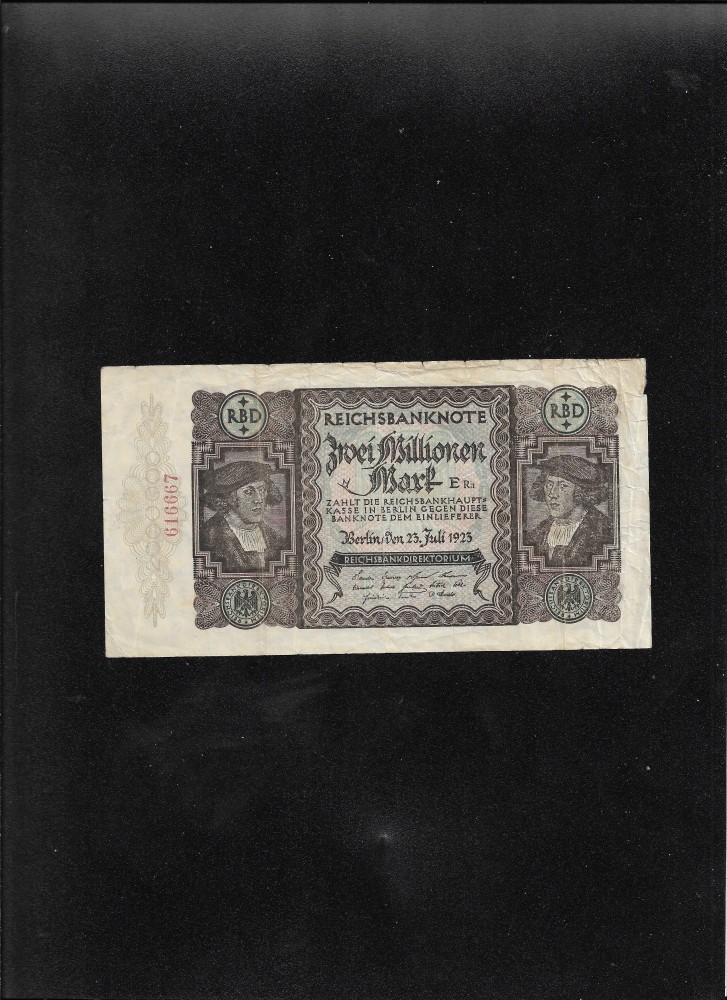 RBD
RBD
REICHSBANKNOTE
Zwei Millionen
Mark
E Ra
ZAHLT DIE REICHSBANKHAUPT=
KASSE IN BERLIN GEGEN DIESE
BANKNOTE DEM EINLIEFERER
Berlin, den 23. Juli 1923
REICHSBANKDIREKTORIUM
616667